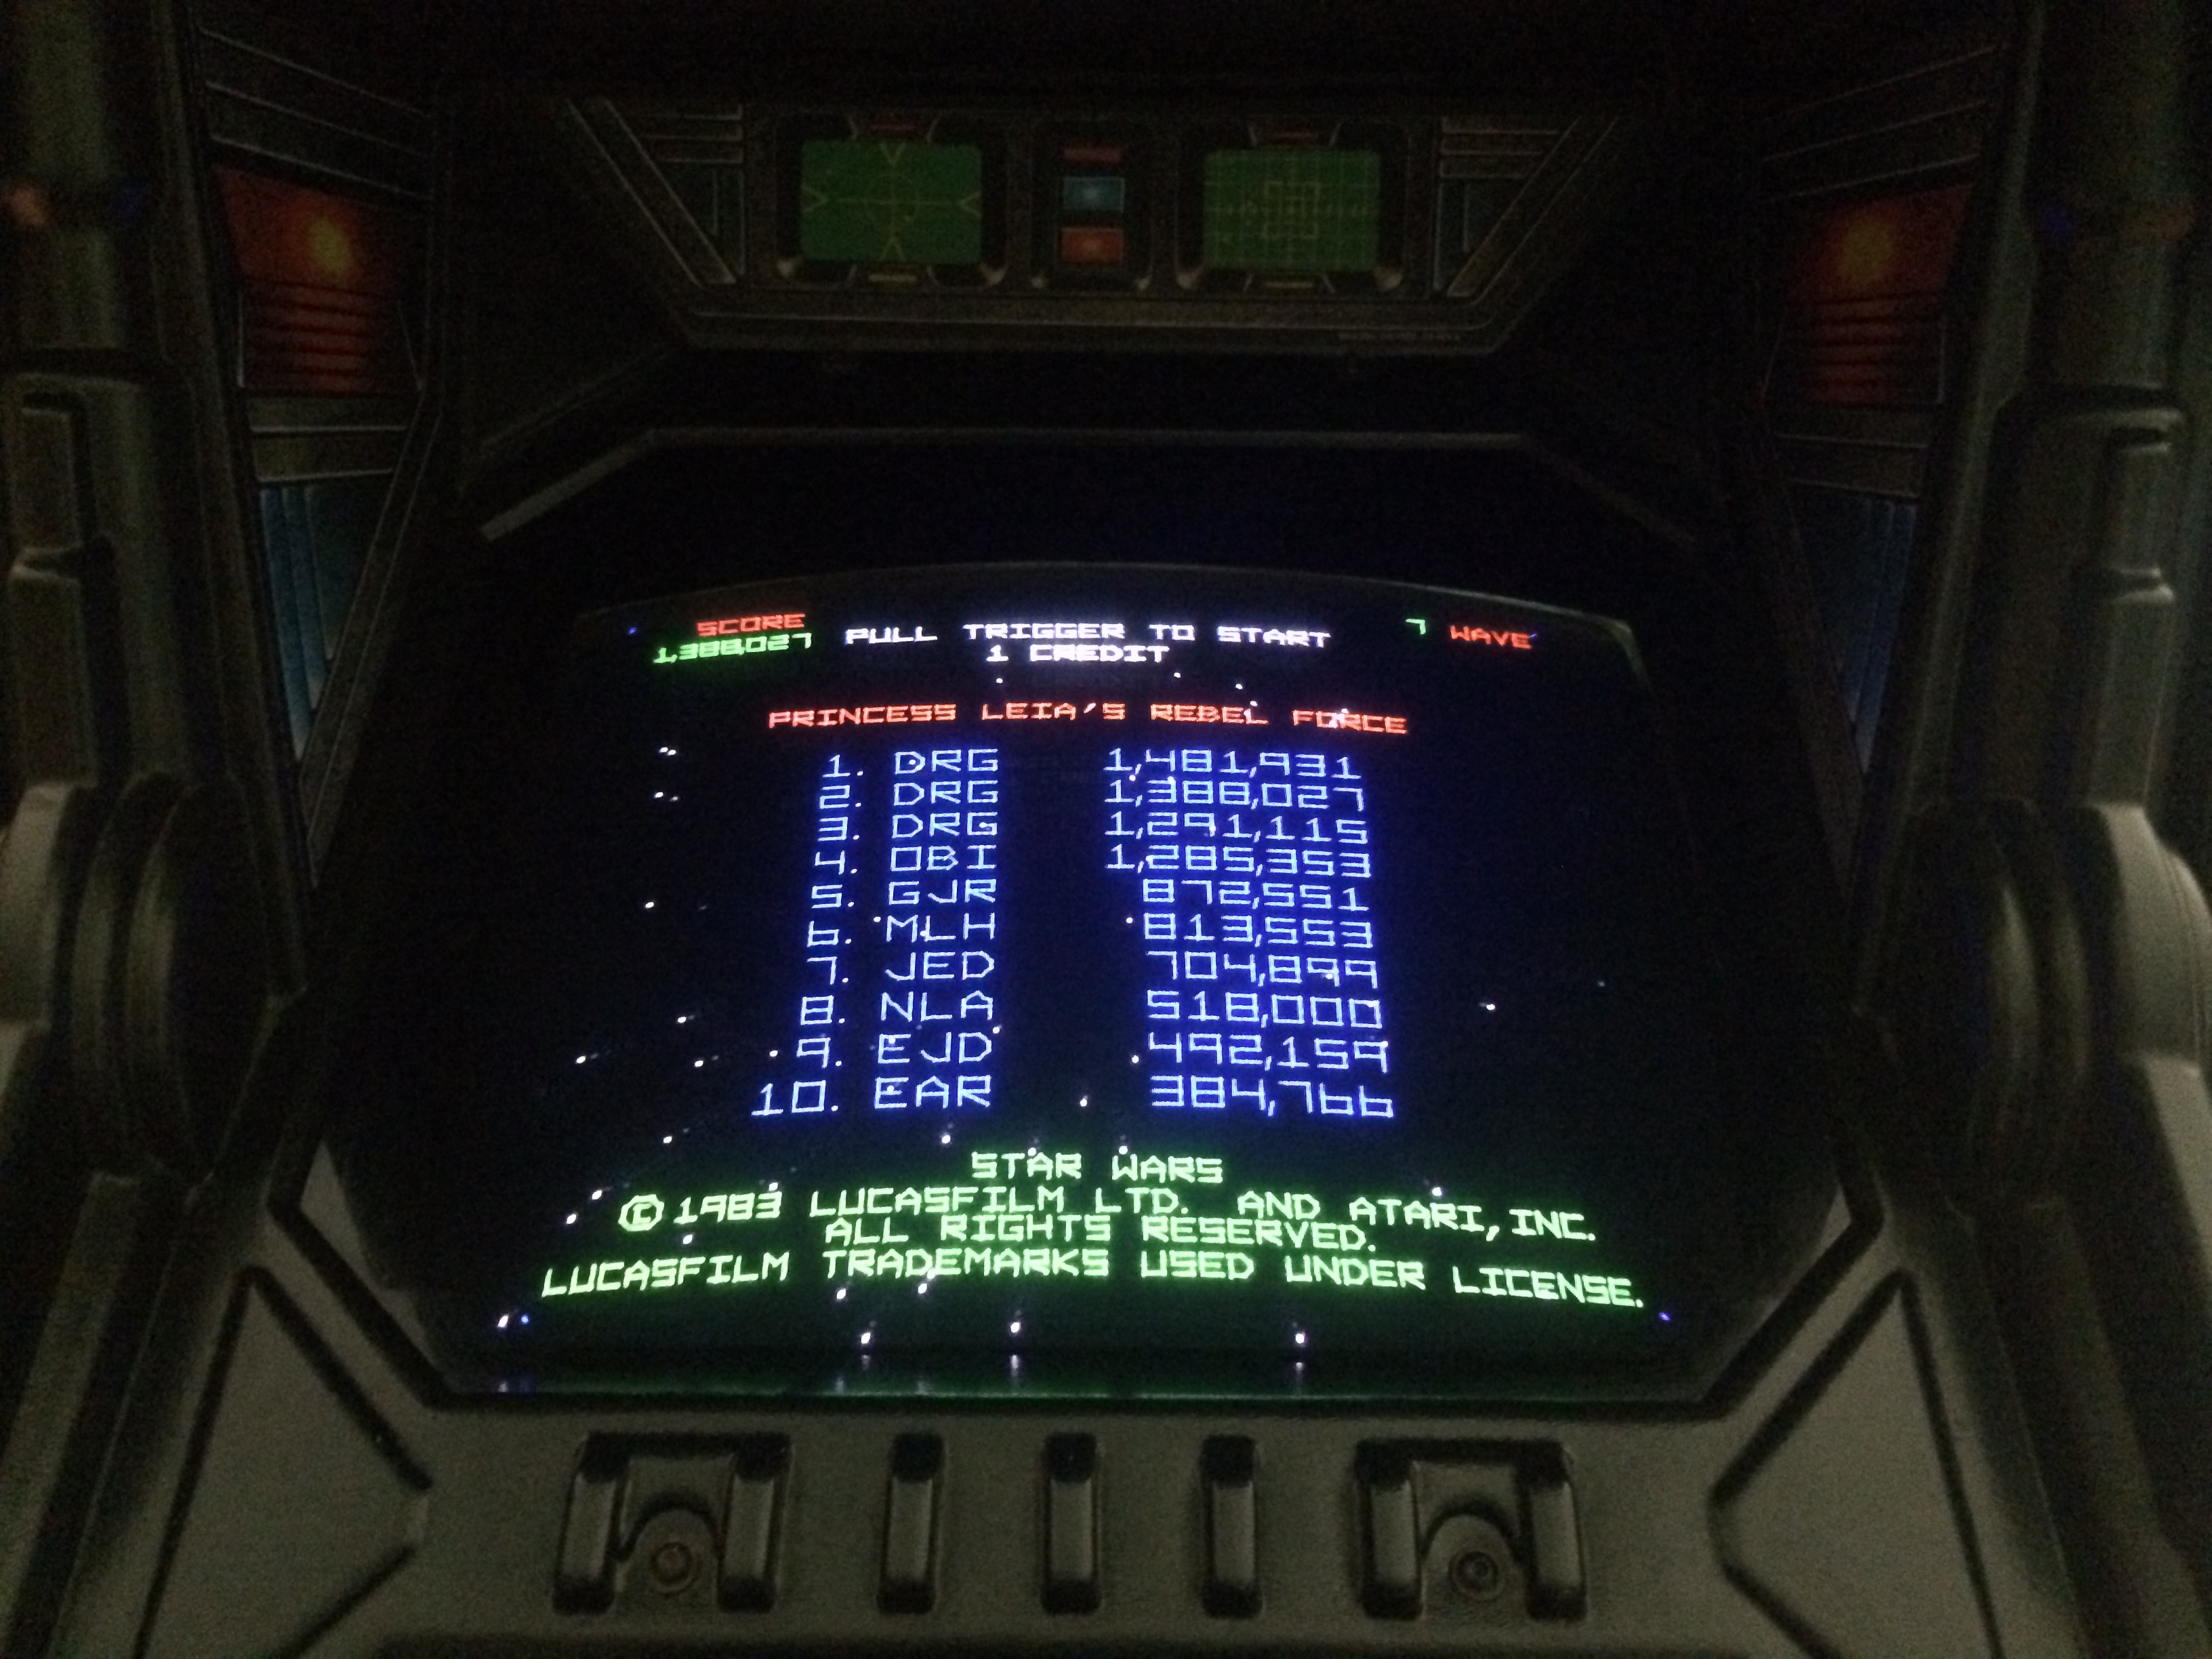 SCORE
1,388,027
PULL TRIGGER TO START
1 CREDIT
7 WAVE
PRINCESS LEIA'S REBEL FORCE
1. DRG 1,481,931
2. DRG 1,388,027
3. DRG 1,291,115
4. OBI 1,285,353
5. GJR 872,551
6. MLH 813,553
7. JED 704,899
8. NLA 518,000
9. EJD 492,159
10. EAR 384,766
STAR WARS
© 1983 LUCASFILM LTD. AND ATARI, INC.
ALL RIGHTS RESERVED.
LUCASFILM TRADEMARKS USED UNDER LICENSE.